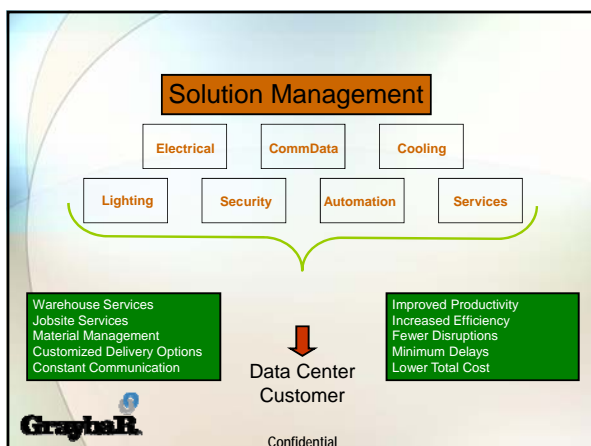 Solution Management
Electrical CommData Cooling
Lighting Security Automation Services
Warehouse Services
Jobsite Services
Material Management
Customized Delivery Options
Constant Communication
Improved Productivity
Increased Efficiency
Fewer Disruptions
Minimum Delays
Lower Total Cost
Data Center
Customer
GraybaR
Confidential